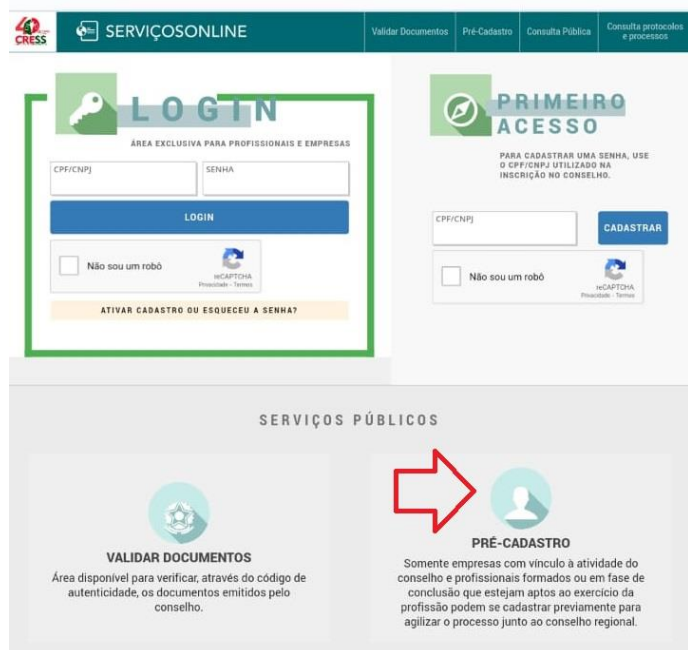 40
CRESS
SERVIÇOSONLINE
Validar Documentos
Pré-Cadastro
Consulta Pública
Consulta protocolos
e processos
LOGIN
ÁREA EXCLUSIVA PARA PROFISSIONAIS E EMPRESAS
CPF/CNPJ
SENHA
LOGIN
Não sou um robô
reCAPTCHA
Privacidade - Termos
ATIVAR CADASTRO OU ESQUECEU A SENHA?
PRIMEIRO
ACESSO
PARA CADASTRAR UMA SENHA, USE
O CPF/CNPJ UTILIZADO NA
INSCRIÇÃO NO CONSELHO.
CPF/CNPJ
CADASTRAR
Não sou um robô
reCAPTCHA
Privacidade - Termos
SERVIÇOS PÚBLICOS
VALIDAR DOCUMENTOS
Área disponível para verificar, através do código de
autenticidade, os documentos emitidos pelo
conselho.
PRÉ-CADASTRO
Somente empresas com vínculo à atividade do
conselho e profissionais formados ou em fase de
conclusão que estejam aptos ao exercício da
profissão podem se cadastrar previamente para
agilizar o processo junto ao conselho regional.